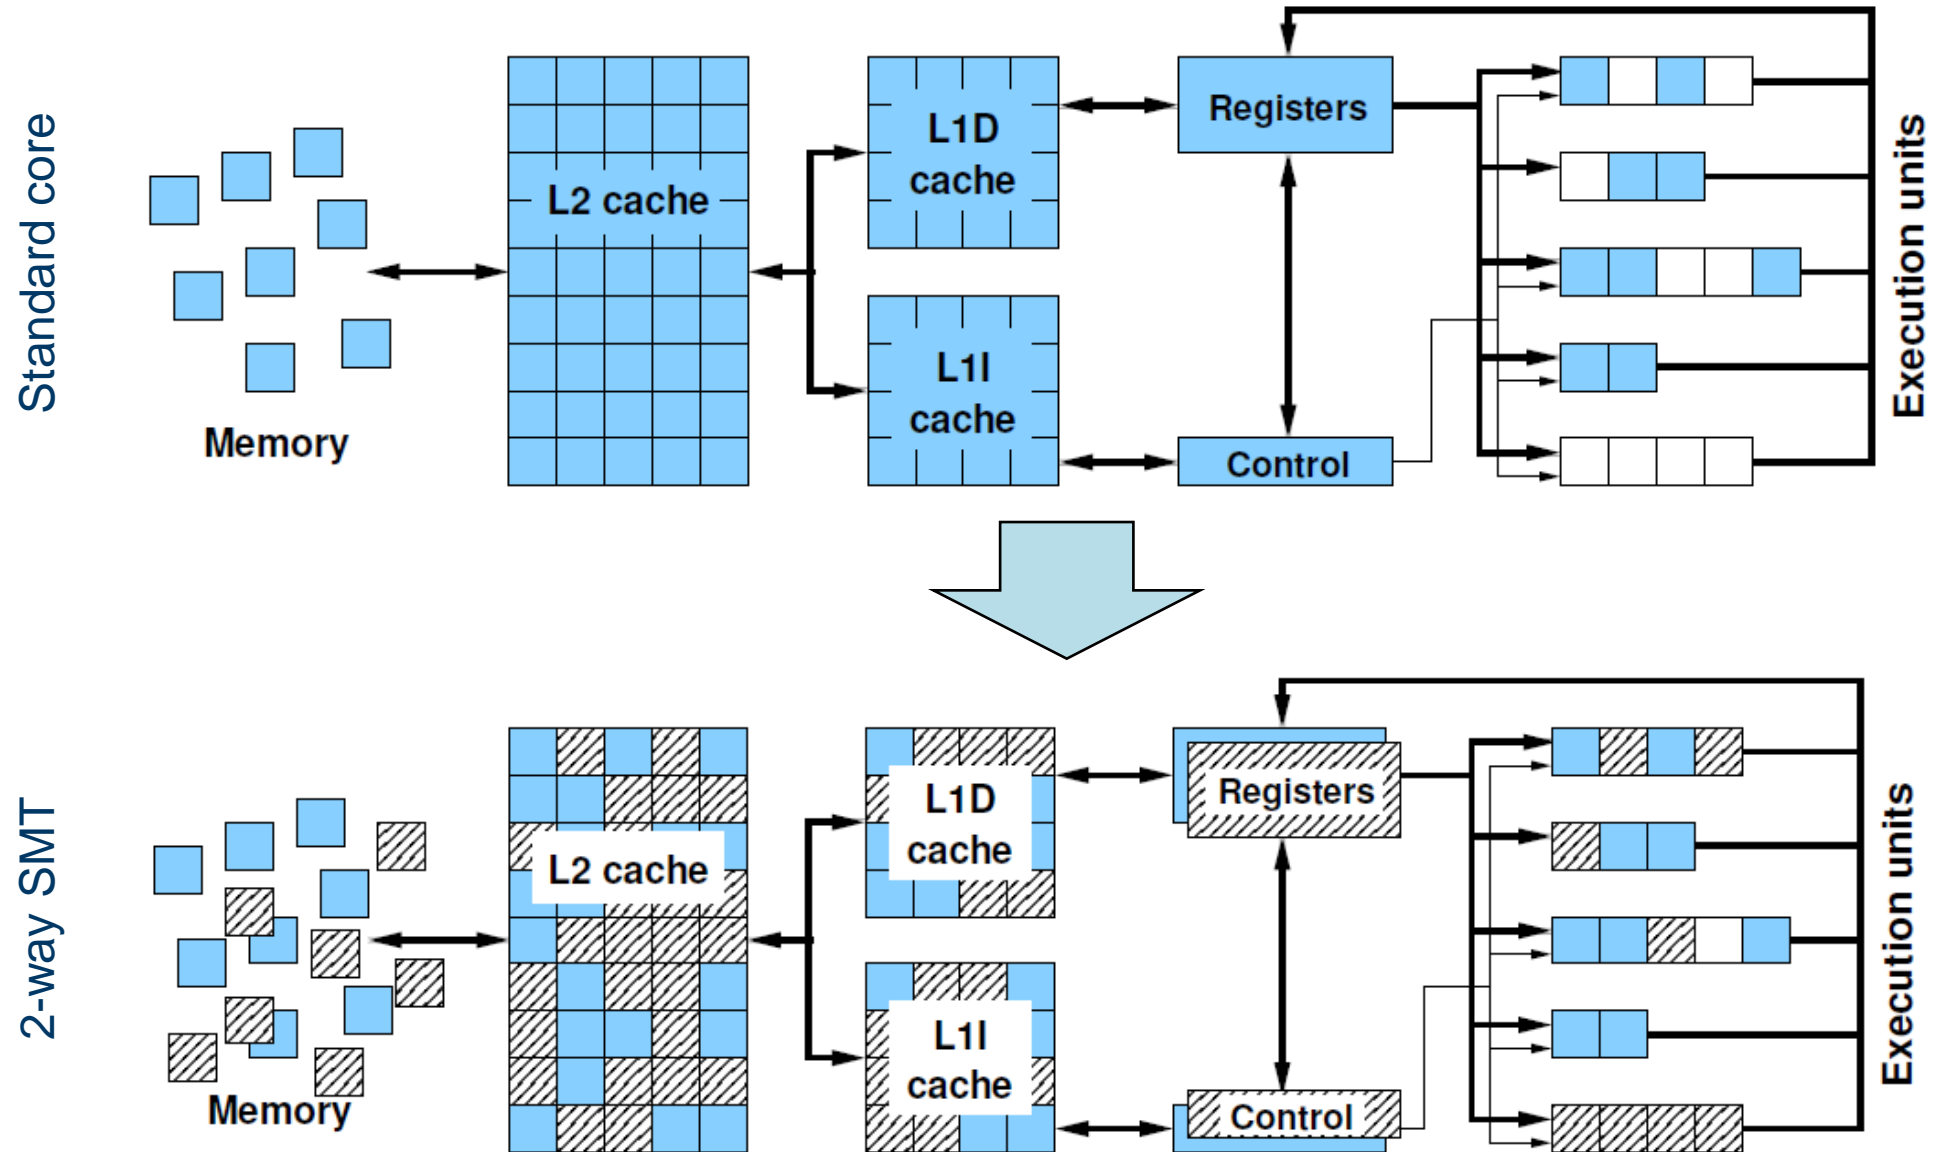 Standard core
Memory
L2 cache
L1D
cache
L1I
cache
Registers
Control
Execution units
2-way SMT
Memory
L2 cache
L1D
cache
L1I
cache
Registers
Control
Execution units